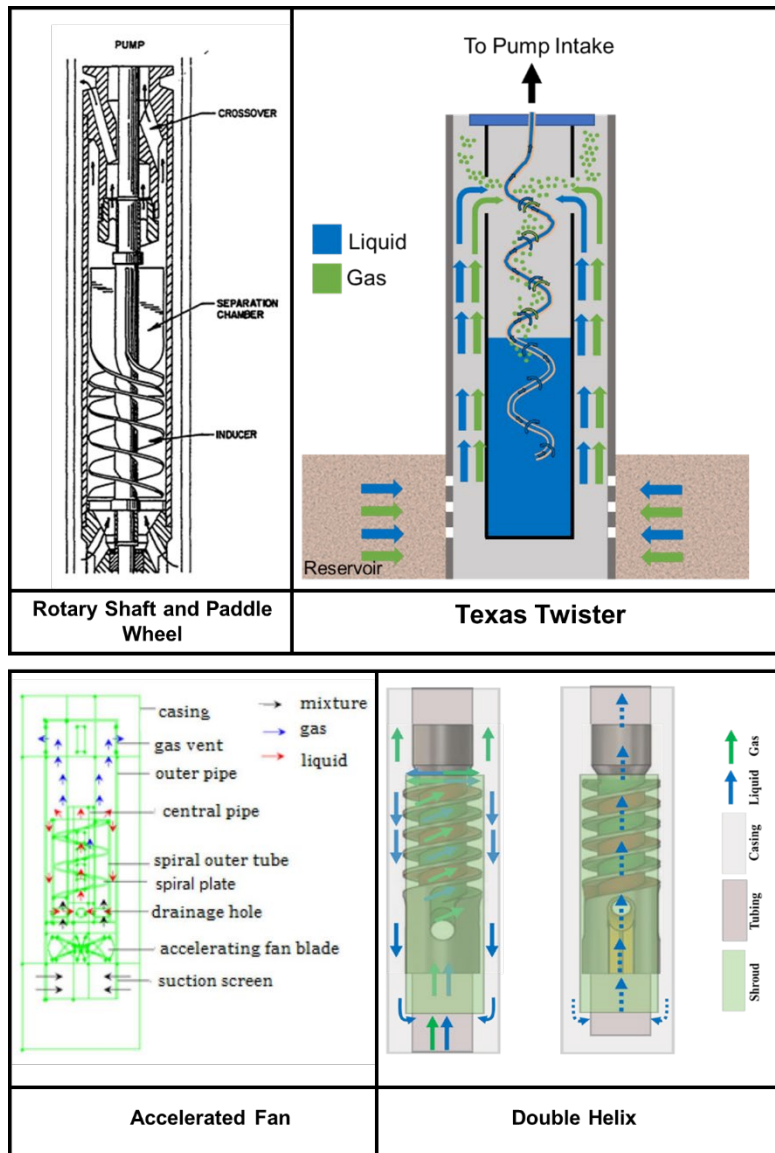 PUMP
CROSSOVER
SEPARATION
CHAMBER
INDUCER
Rotary Shaft and Paddle
Wheel
To Pump Intake
Liquid
Gas
Reservoir
Texas Twister
casing
gas vent
outer pipe
central pipe
spiral outer tube
spiral plate
drainage hole
accelerating fan blade
suction screen
mixture
gas
liquid
Accelerated Fan
Gas
Liquid
Casing
Tubing
Shroud
Double Helix